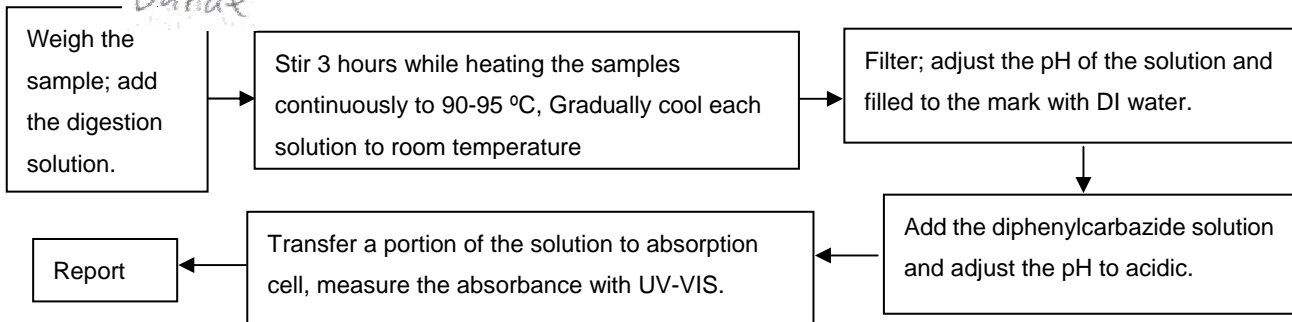 Weigh the
sample; add
the digestion
solution.
Stir 3 hours while heating the samples
continuously to 90-95 ºC, Gradually cool each
solution to room temperature
Filter; adjust the pH of the solution and
filled to the mark with DI water.
Add the diphenylcarbazide solution
and adjust the pH to acidic.
Transfer a portion of the solution to absorption
cell, measure the absorbance with UV-VIS.
Report